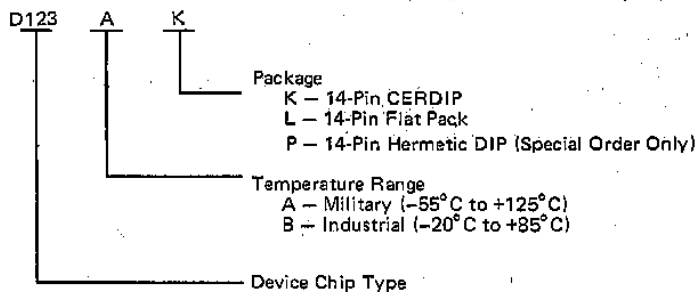 D123 A K
Package
K – 14-Pin CERDIP
L – 14-Pin Flat Pack
P – 14-Pin Hermetic DIP (Special Order Only)
Temperature Range
A – Military (–55°C to +125°C)
B – Industrial (–20°C to +85°C)
Device Chip Type